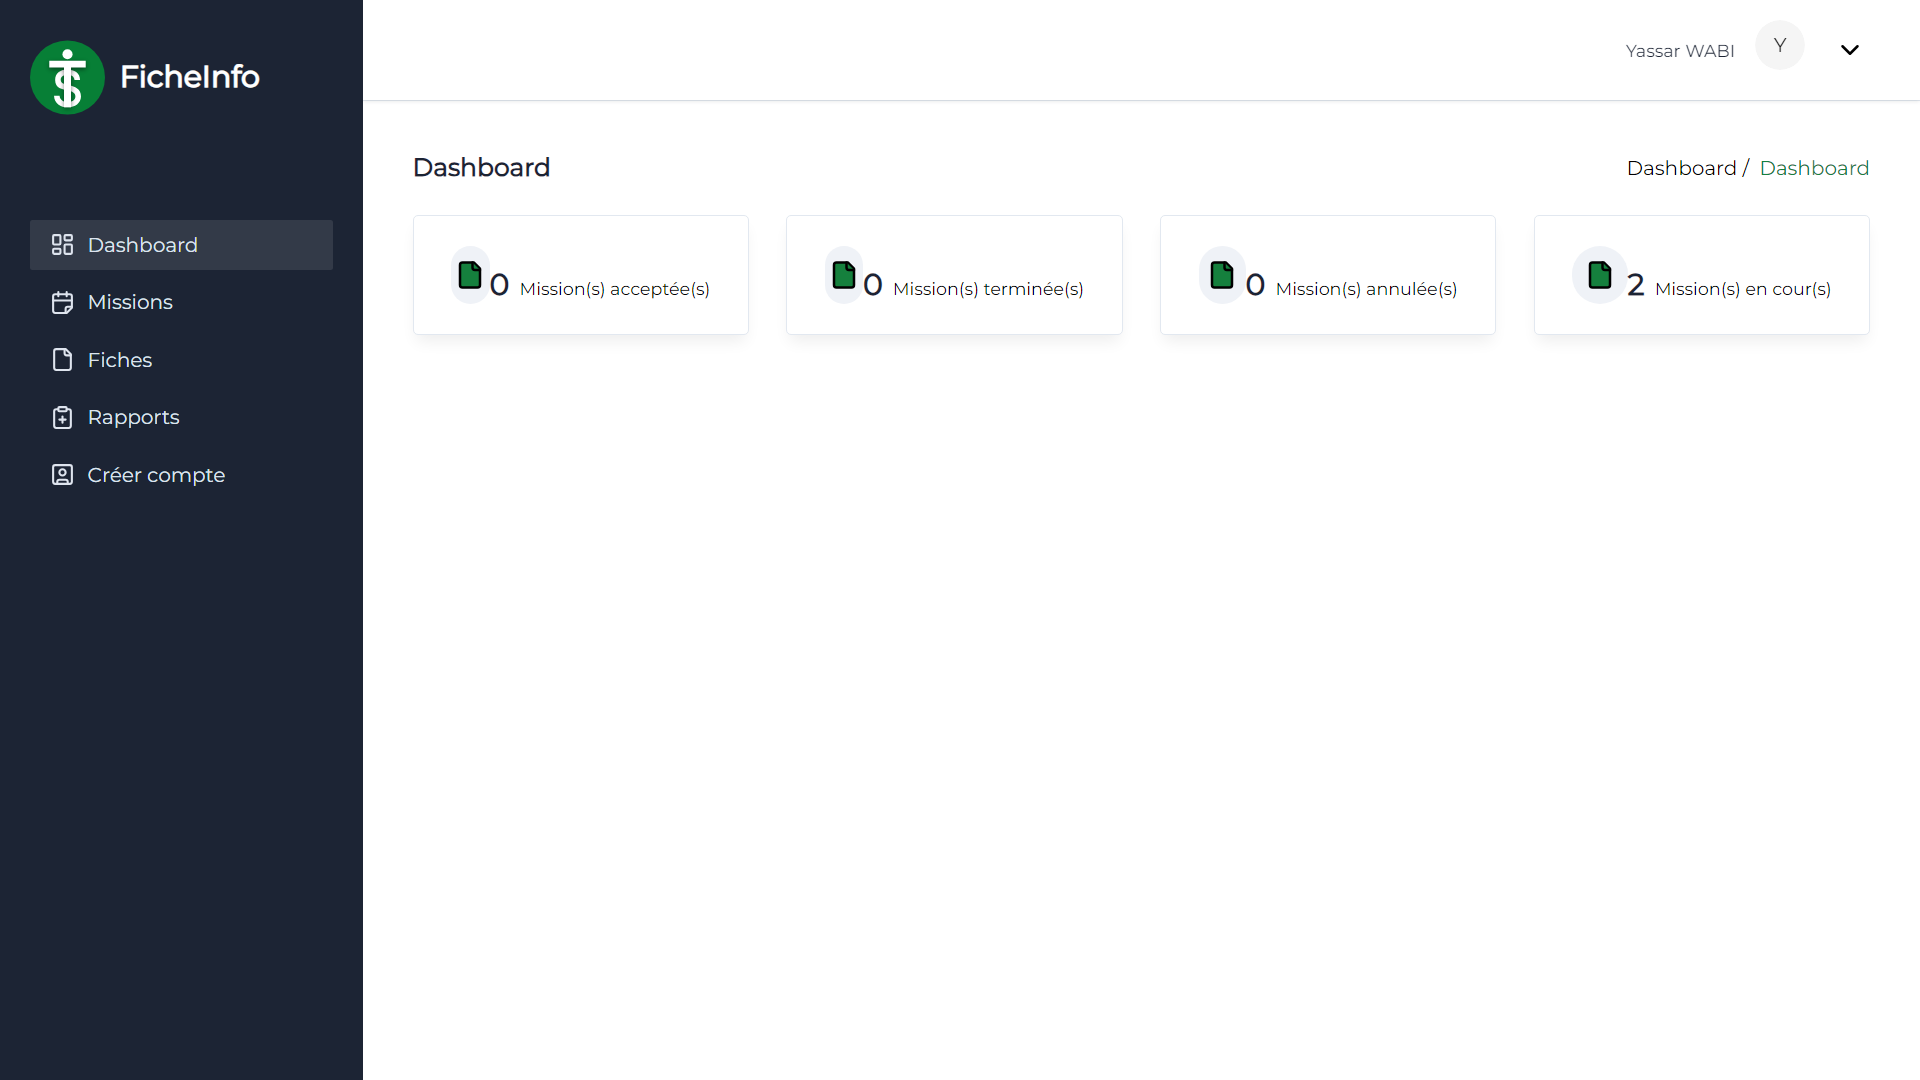 FicheInfo
Yassar WABI
Y
Dashboard
Missions
Fiches
Rapports
Créer compte
Dashboard
Dashboard / Dashboard
0 Mission(s) acceptée(s)
0 Mission(s) terminée(s)
0 Mission(s) annulée(s)
2 Mission(s) en cour(s)